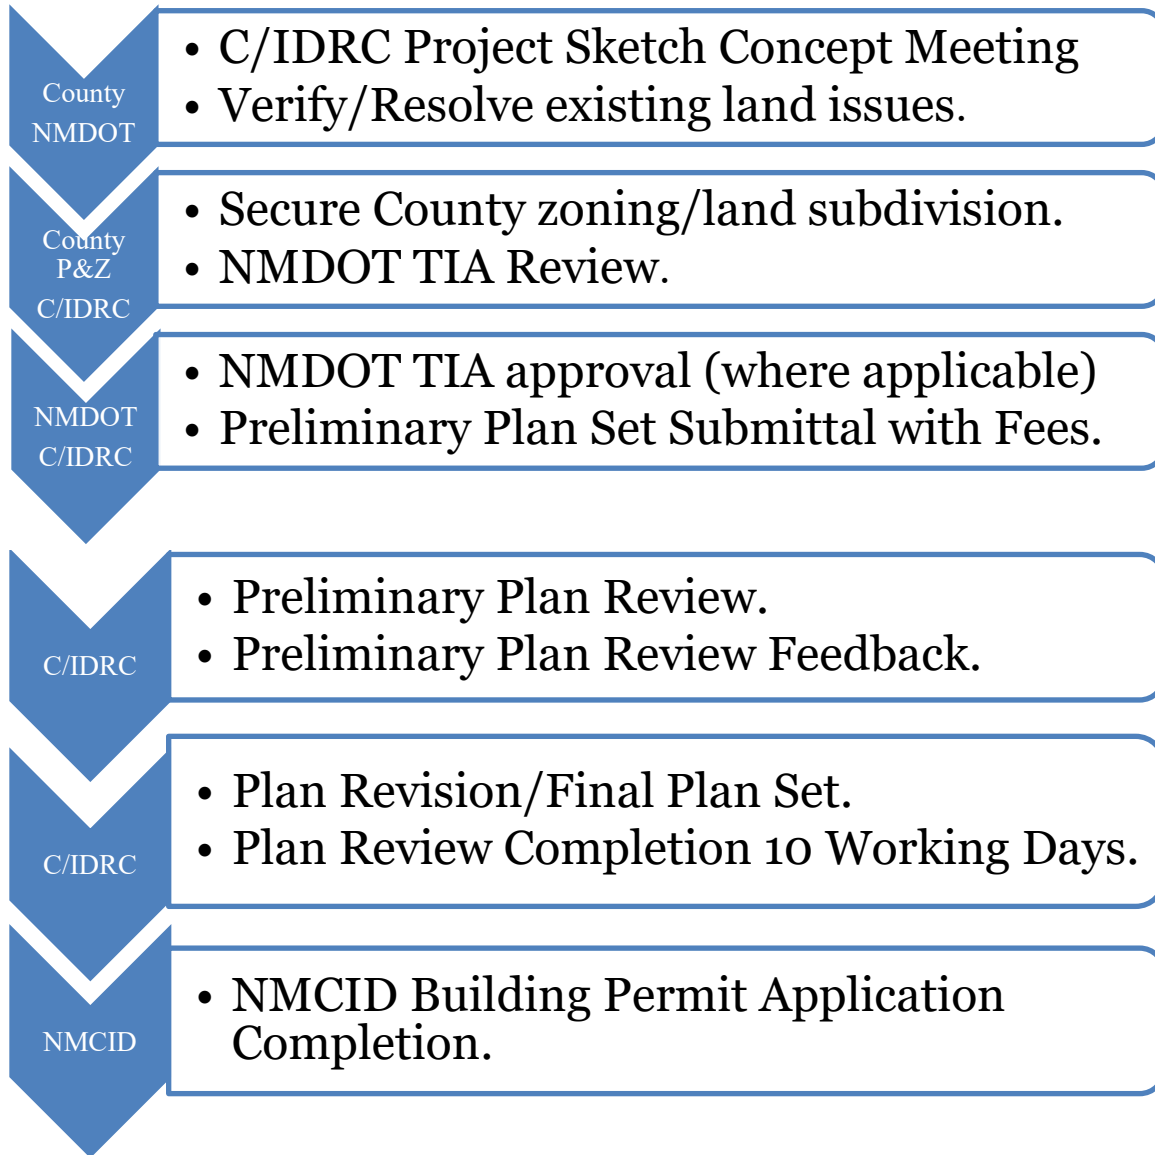 County
NMDOT
• C/IDRC Project Sketch Concept Meeting
• Verify/Resolve existing land issues.
County
P&Z
C/IDRC
• Secure County zoning/land subdivision.
• NMDOT TIA Review.
NMDOT
C/IDRC
• NMDOT TIA approval (where applicable)
• Preliminary Plan Set Submittal with Fees.
C/IDRC
• Preliminary Plan Review.
• Preliminary Plan Review Feedback.
C/IDRC
• Plan Revision/Final Plan Set.
• Plan Review Completion 10 Working Days.
NMCID
• NMCID Building Permit Application
Completion.